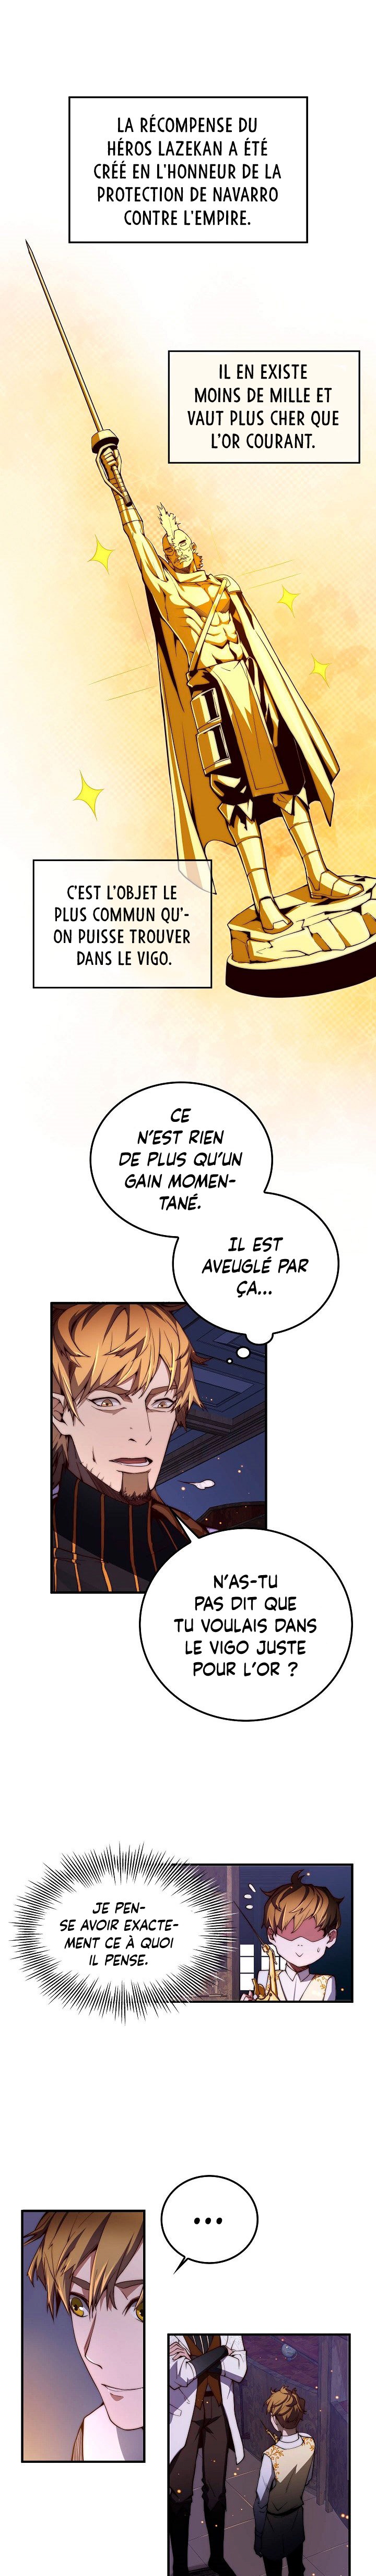 LA RÉCOMPENSE DU
HÉROS LAZEKAN A ÉTÉ
CRÉÉ EN L'HONNEUR DE LA
PROTECTION DE NAVARRO
CONTRE L'EMPIRE.
IL EN EXISTE
MOINS DE MILLE ET
VAUT PLUS CHER QUE
L'OR COURANT.
C'EST L'OBJET LE
PLUS COMMUN QU'-
ON PUISSE TROUVER
DANS LE VIGO.
CE
N'EST RIEN
DE PLUS QU'UN
GAIN MOMEN-
TANÉ.
IL EST
AVEUGLÉ PAR
ÇA...
N'AS-TU
PAS DIT QUE
TU VOULAIS DANS
LE VIGO JUSTE
POUR L'OR ?
JE PEN-
SE AVOIR EXACTE-
MENT CE À QUOI
IL PENSE.
...